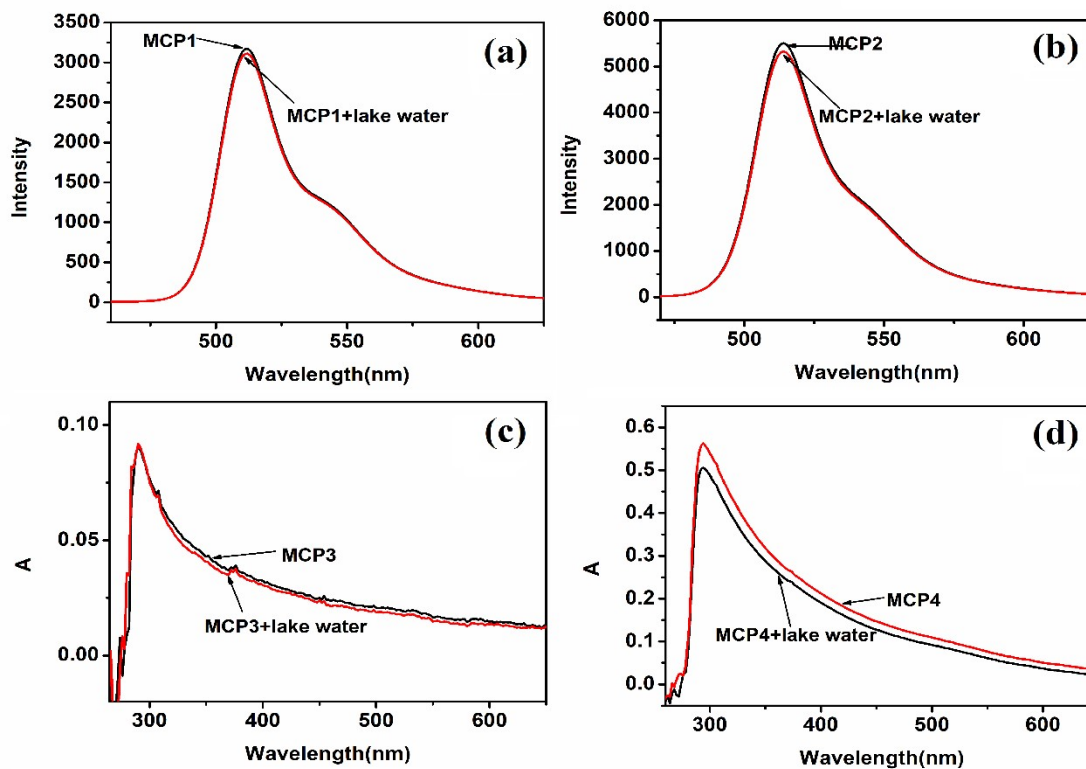 (a)
MCP1
MCP1+lake water
Intensity
3500
3000
2500
2000
1500
1000
500
0
500
550
600
Wavelength(nm)
(b)
MCP2
MCP2+lake water
Intensity
6000
5000
4000
3000
2000
1000
0
500
550
600
Wavelength(nm)
(c)
MCP3
MCP3+lake water
A
0.10
0.05
0.00
300
400
500
600
Wavelength(nm)
(d)
MCP4
MCP4+lake water
A
0.6
0.5
0.4
0.3
0.2
0.1
0.0
300
400
500
600
Wavelength(nm)